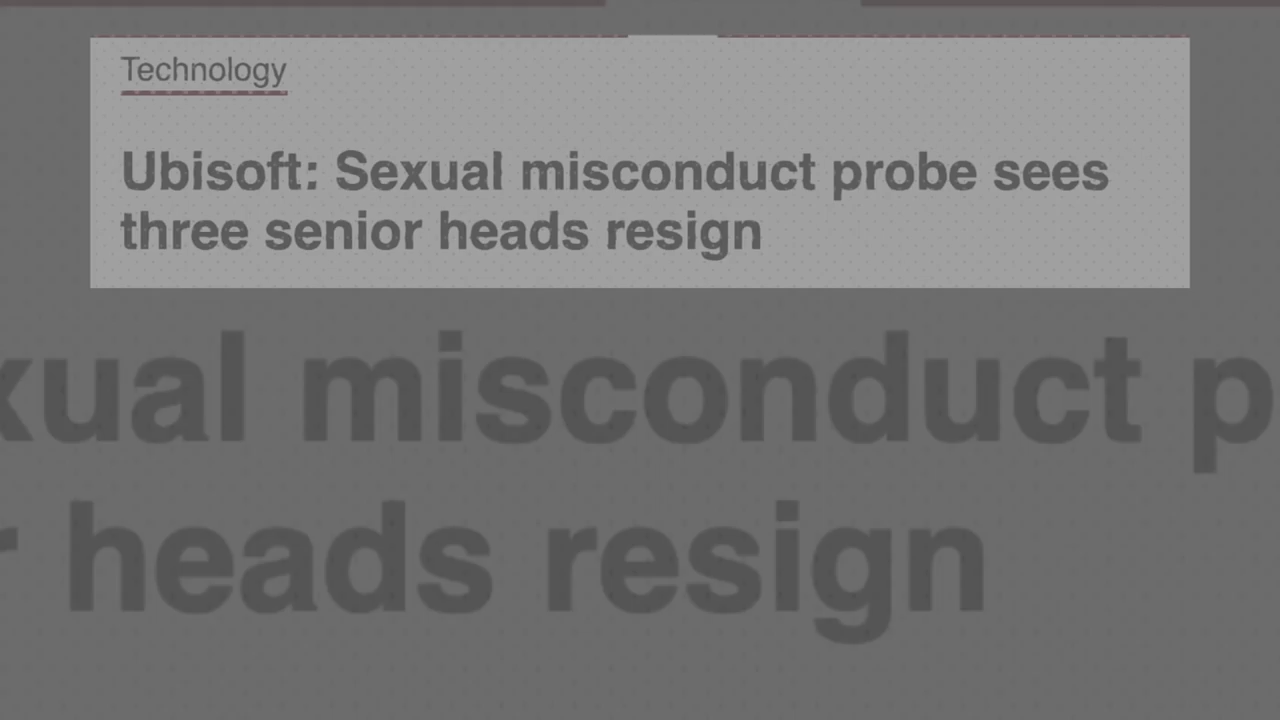 Technology
Ubisoft: Sexual misconduct probe sees
three senior heads resign
xual misconduct p
r heads resign